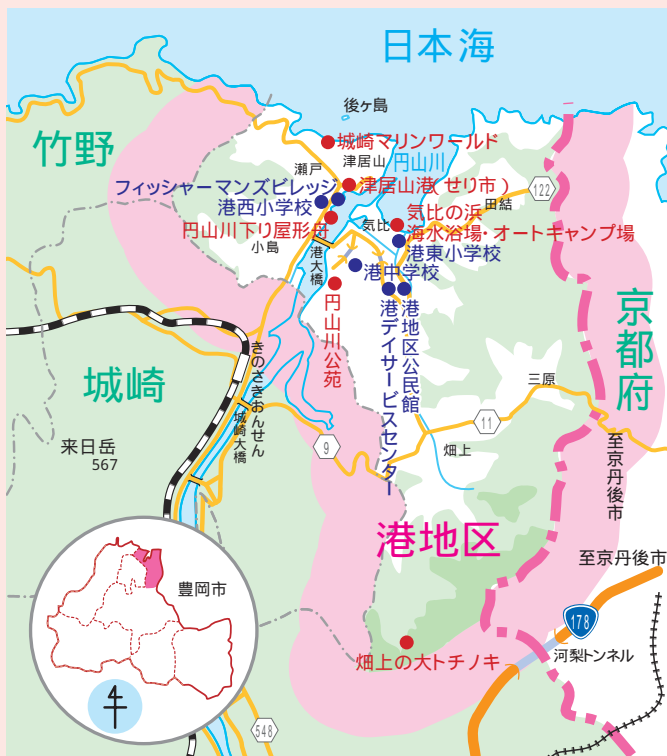 日本海
後ヶ島
竹野
城崎マリンワールド
津居山
円山川
瀬戸
フィッシャーマンズビレッジ
津居山港（せり市）
122
港西小学校
田結
気比の浜
円山川下り屋形舟
気比
海水浴場・オートキャンプ場
小島
港東小学校
港大橋
港中学校
円山川公苑
港地区公民館
港デイサービスセンター
京都府
城崎
きのさきおんせん
城崎大橋
三原
11
9
畑上
来日岳
567
至京丹後市
港地区
至京丹後市
豊岡市
178
河梨トンネル
畑上の大トチノキ
548